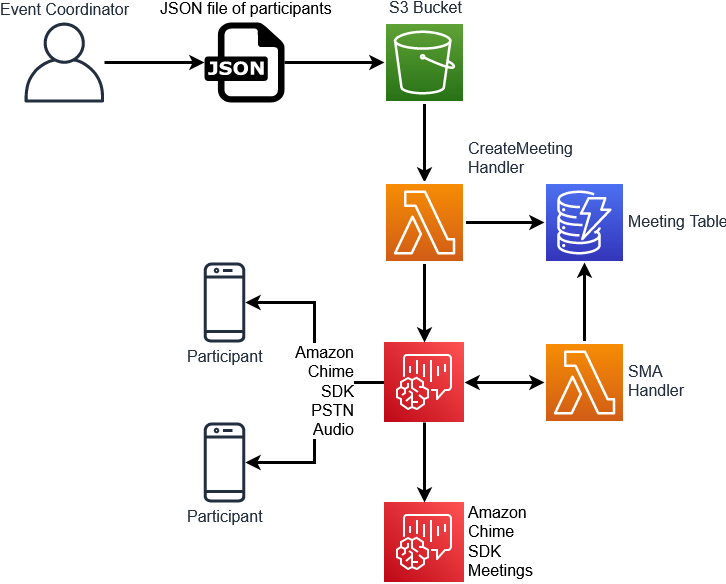 Event Coordinator
JSON file of participants
S3 Bucket
JSON
CreateMeeting
Handler
Meeting Table
Participant
Amazon
Chime
SDK
PSTN
Audio
SMA
Handler
Participant
Amazon
Chime
SDK
Meetings